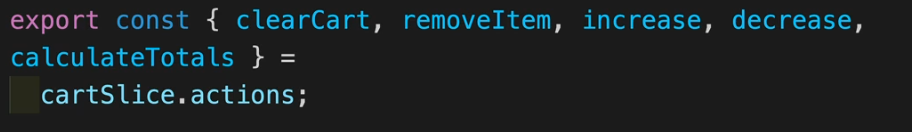 export const { clearCart, removeItem, increase, decrease,
calculateTotals } =
  cartSlice.actions;